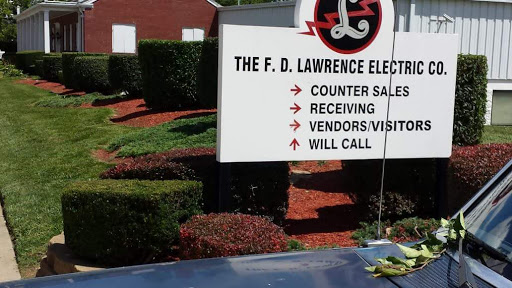 L
THE F. D. LAWRENCE ELECTRIC CO.
→ COUNTER SALES
→ RECEIVING
→ VENDORS/VISITORS
↑ WILL CALL